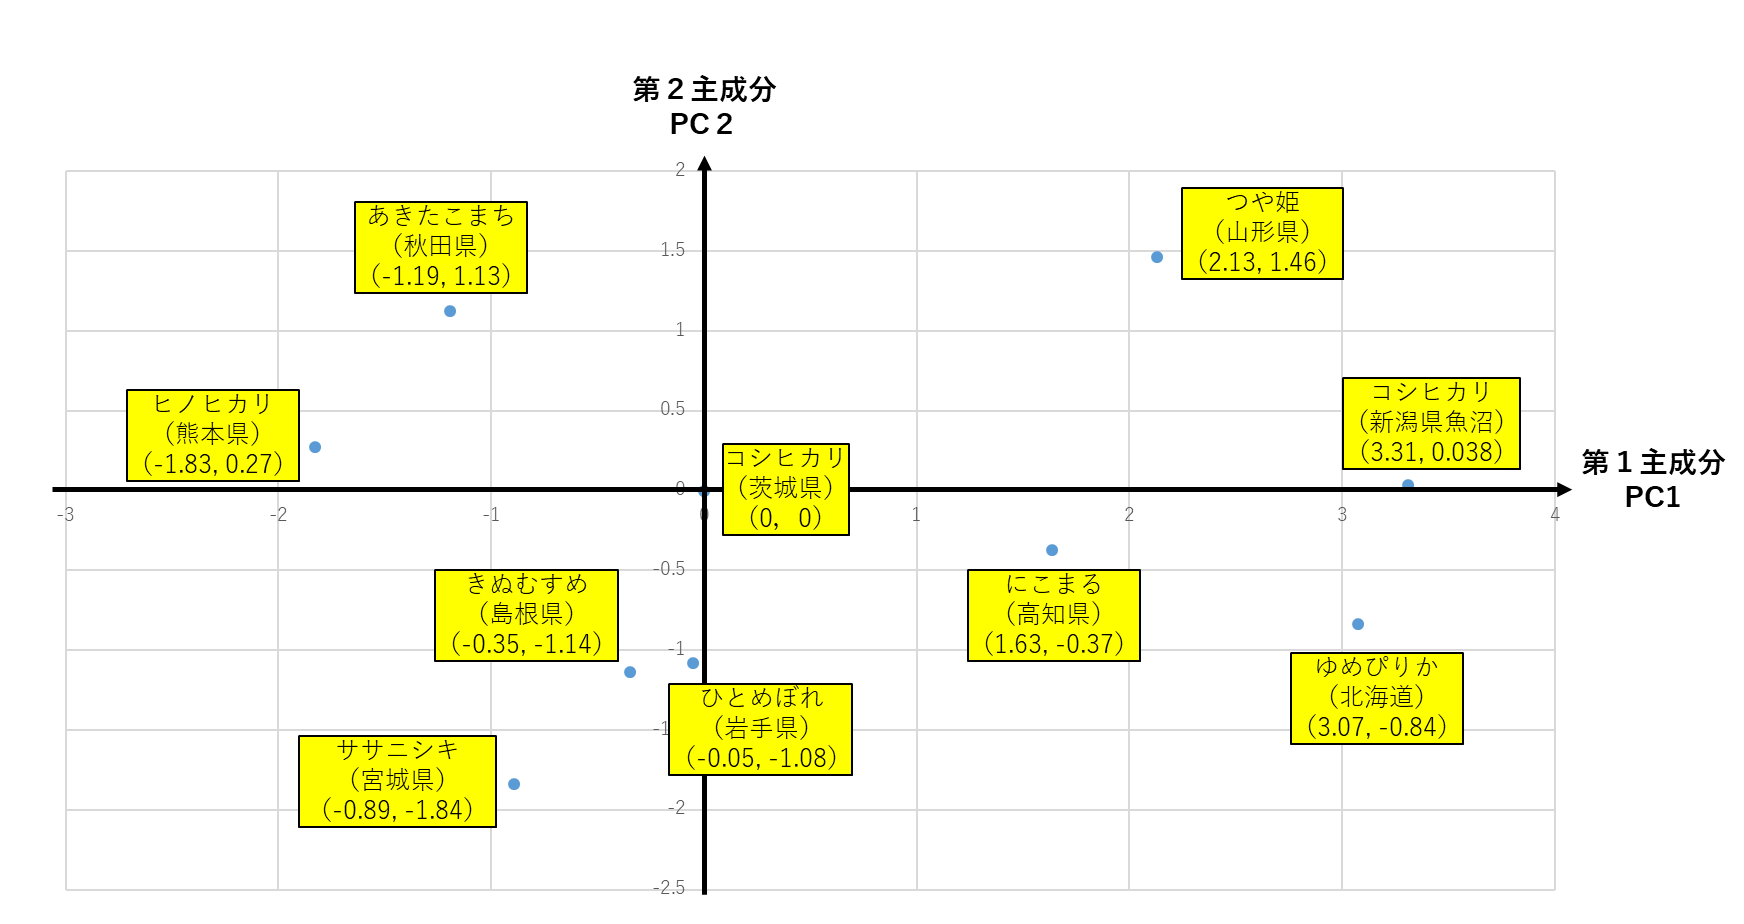 第２主成分
PC２
2
あきたこまち
（秋田県）
（-1.19, 1.13）
つや姫
（山形県）
（2.13, 1.46）
1.5
1
ヒノヒカリ
（熊本県）
（-1.83, 0.27）
0.5
コシヒカリ
（新潟県魚沼）
（3.31, 0.038）
コシヒカリ
（茨城県）
（0， 0）
第１主成分
PC1
0
-3
-2
-1
0
1
2
3
4
-0.5
きぬむすめ
（島根県）
（-0.35, -1.14）
にこまる
（高知県）
（1.63, -0.37）
-1
ゆめぴりか
（北海道）
（3.07, -0.84）
ひとめぼれ
（岩手県）
（-0.05, -1.08）
ササニシキ
（宮城県）
（-0.89, -1.84）
-2
-2.5